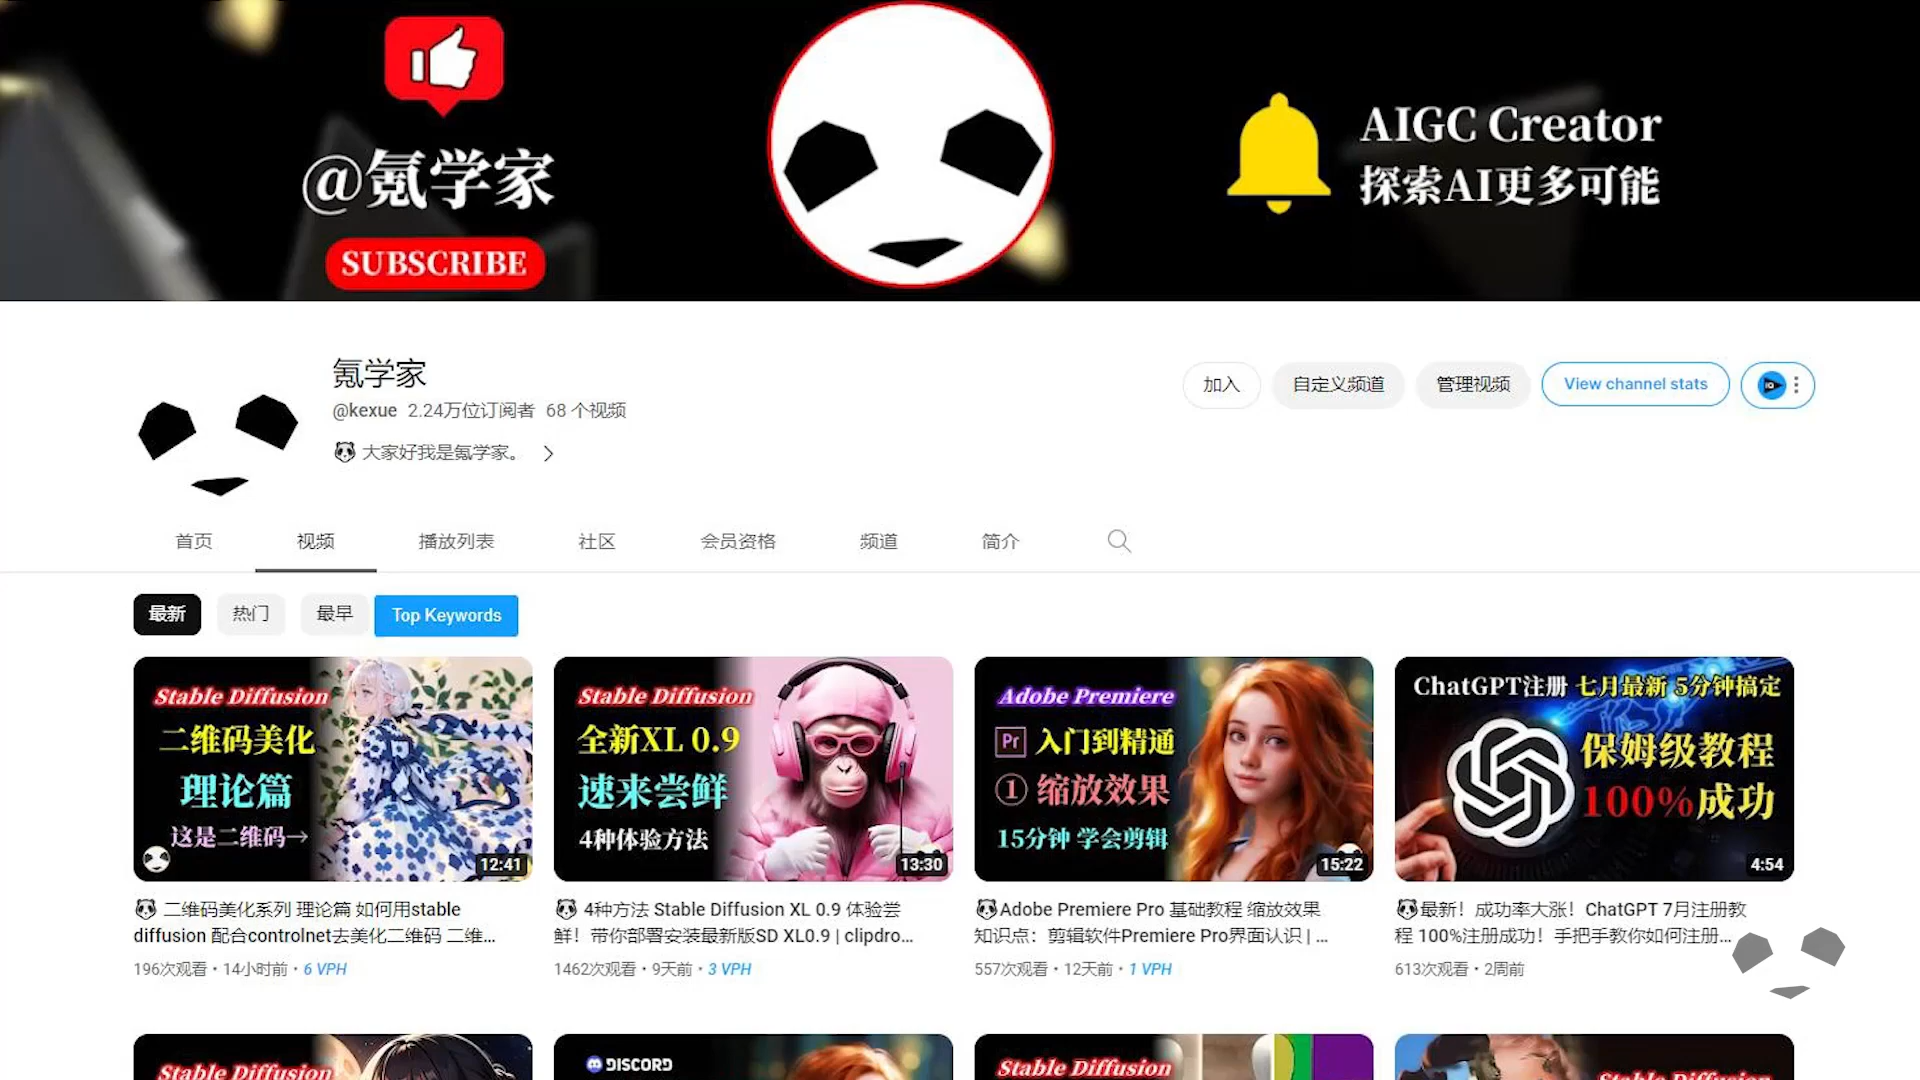 @氪学家
SUBSCRIBE
AIGC Creator
探索AI更多可能
氪学家
@kexue 2.24万位订阅者 68 个视频
大家好我是氪学家。
加入
自定义频道
管理视频
View channel stats
首页
视频
播放列表
社区
会员资格
频道
简介
最新
热门
最早
Top Keywords
Stable Diffusion
二维码美化
理论篇
这是二维码→
12:41
Stable Diffusion
全新XL 0.9
速来尝鲜
4种体验方法
13:30
Adobe Premiere
Pr 入门到精通
① 缩放效果
15分钟 学会剪辑
15:22
ChatGPT注册 七月最新 5分钟搞定
保姆级教程
100%成功
4:54
二维码美化系列 理论篇 如何用stable
diffusion 配合controlnet去美化二维码 二维...
196次观看・14小时前・6 VPH
4种方法 Stable Diffusion XL 0.9 体验尝
鲜！带你部署安装最新版SD XL0.9 | clipdro...
1462次观看・9天前・3 VPH
Adobe Premiere Pro 基础教程 缩放效果
知识点：剪辑软件Premiere Pro界面认识 | ...
557次观看・12天前・1 VPH
最新！成功率大涨！ChatGPT 7月注册教
程 100%注册成功！手把手教你如何注册...
613次观看・2周前
Stable Diffusion
DISCORD
Stable Diffusion
Stable Diffusion